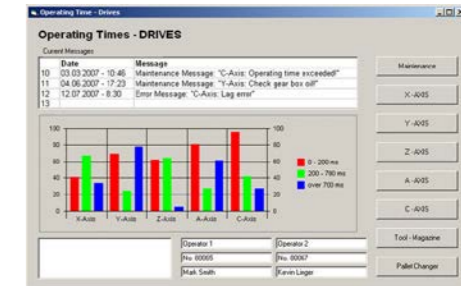 Operating Time - Drives
Operating Times - DRIVES
Current Messages
Date Message
10 03.03.2007 - 10:46 Maintenance Message: "C-Axis: Operating time exceeded!"
11 04.06.2007 - 17:23 Maintenance Message: "Y-Axis: Check gear box oil!"
12 12.07.2007 - 8:30 Error Message: "C-Axis: Lag error"
13
Maintenance
X-AXIS
Y-AXIS
Z-AXIS
A-AXIS
C-AXIS
Tool-Magazine
Pallet Changer
100 100
80 80
60 60
40 40
20 20
0 0
X-Axis Y-Axis Z-Axis A-Axis C-Axis
0 - 200 ms
200 - 700 ms
over 700 ms
Operator 1 Operator 2
No. 80065 No. 80067
Mark Smith Kevin Linger